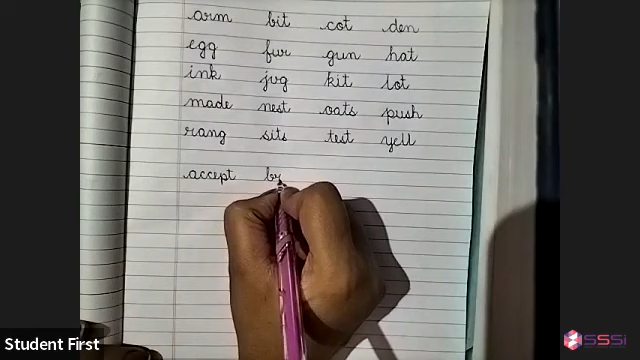 arm bit cot den
egg fur gun hat
ink jug kit lot
made nest oats push
rang sits test yell
accept
Student First
SSSi